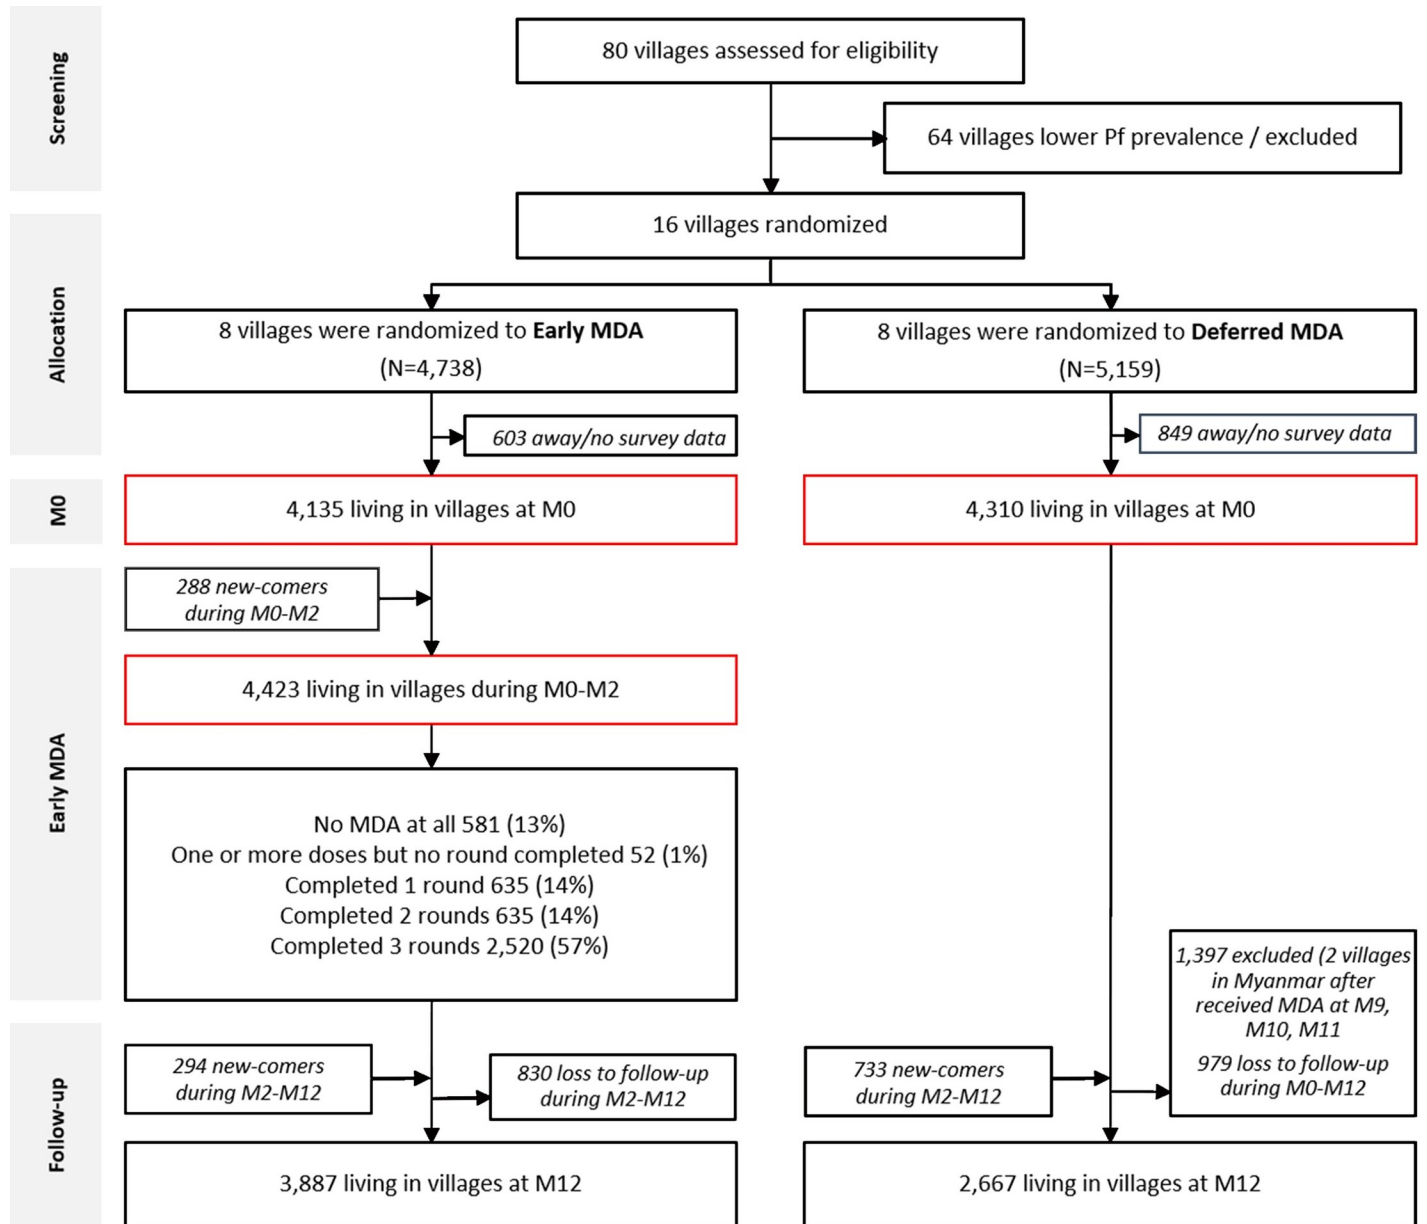 Screening
80 villages assessed for eligibility
64 villages lower Pf prevalence / excluded
16 villages randomized
Allocation
8 villages were randomized to Early MDA
(N=4,738)
8 villages were randomized to Deferred MDA
(N=5,159)
603 away/no survey data
849 away/no survey data
M0
4,135 living in villages at M0
4,310 living in villages at M0
Early MDA
288 new-comers
during M0-M2
4,423 living in villages during M0-M2
No MDA at all 581 (13%)
One or more doses but no round completed 52 (1%)
Completed 1 round 635 (14%)
Completed 2 rounds 635 (14%)
Completed 3 rounds 2,520 (57%)
1,397 excluded (2 villages
in Myanmar after
received MDA at M9,
M10, M11
979 loss to follow-up
during M0-M12
Follow-up
294 new-comers
during M2-M12
830 loss to follow-up
during M2-M12
733 new-comers
during M2-M12
3,887 living in villages at M12
2,667 living in villages at M12